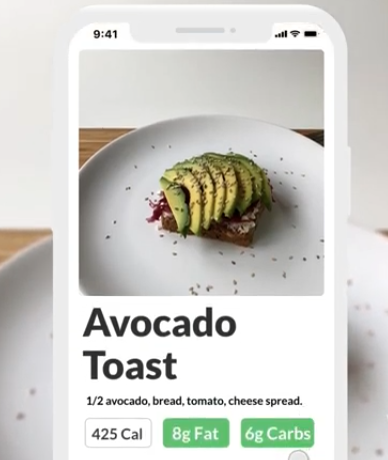 9:41
Avocado
Toast
1/2 avocado, bread, tomato, cheese spread.
425 Cal 8g Fat 6g Carbs